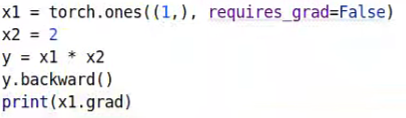 x1 = torch.ones((1,), requires_grad=False)
x2 = 2
y = x1 * x2
y.backward()
print(x1.grad)